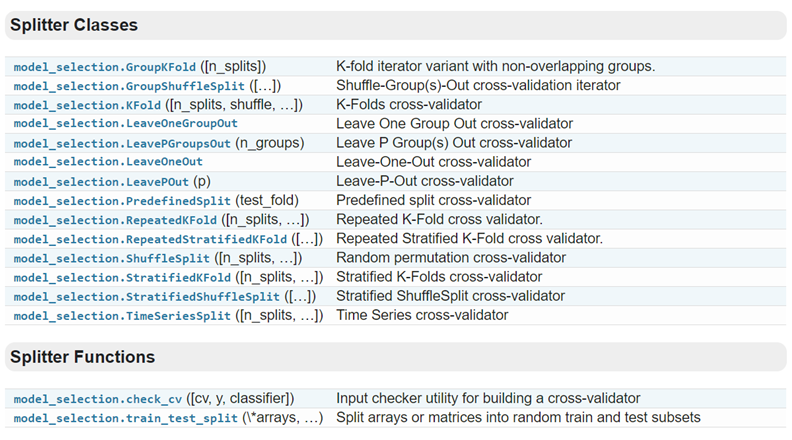 Splitter Classes
model_selection.GroupKFold ([n_splits]) K-fold iterator variant with non-overlapping groups.
model_selection.GroupShuffleSplit ([…]) Shuffle-Group(s)-Out cross-validation iterator
model_selection.KFold ([n_splits, shuffle, …]) K-Folds cross-validator
model_selection.LeaveOneGroupOut Leave One Group Out cross-validator
model_selection.LeavePGroupsOut (n_groups) Leave P Group(s) Out cross-validator
model_selection.LeaveOneOut Leave-One-Out cross-validator
model_selection.LeavePOut (p) Leave-P-Out cross-validator
model_selection.PredefinedSplit (test_fold) Predefined split cross-validator
model_selection.RepeatedKFold ([n_splits, …]) Repeated K-Fold cross validator.
model_selection.RepeatedStratifiedKFold ([…]) Repeated Stratified K-Fold cross validator.
model_selection.ShuffleSplit ([n_splits, …]) Random permutation cross-validator
model_selection.StratifiedKFold ([n_splits, …]) Stratified K-Folds cross-validator
model_selection.StratifiedShuffleSplit ([…]) Stratified ShuffleSplit cross-validator
model_selection.TimeSeriesSplit ([n_splits, …]) Time Series cross-validator
Splitter Functions
model_selection.check_cv ([cv, y, classifier]) Input checker utility for building a cross-validator
model_selection.train_test_split (\*arrays, …) Split arrays or matrices into random train and test subsets